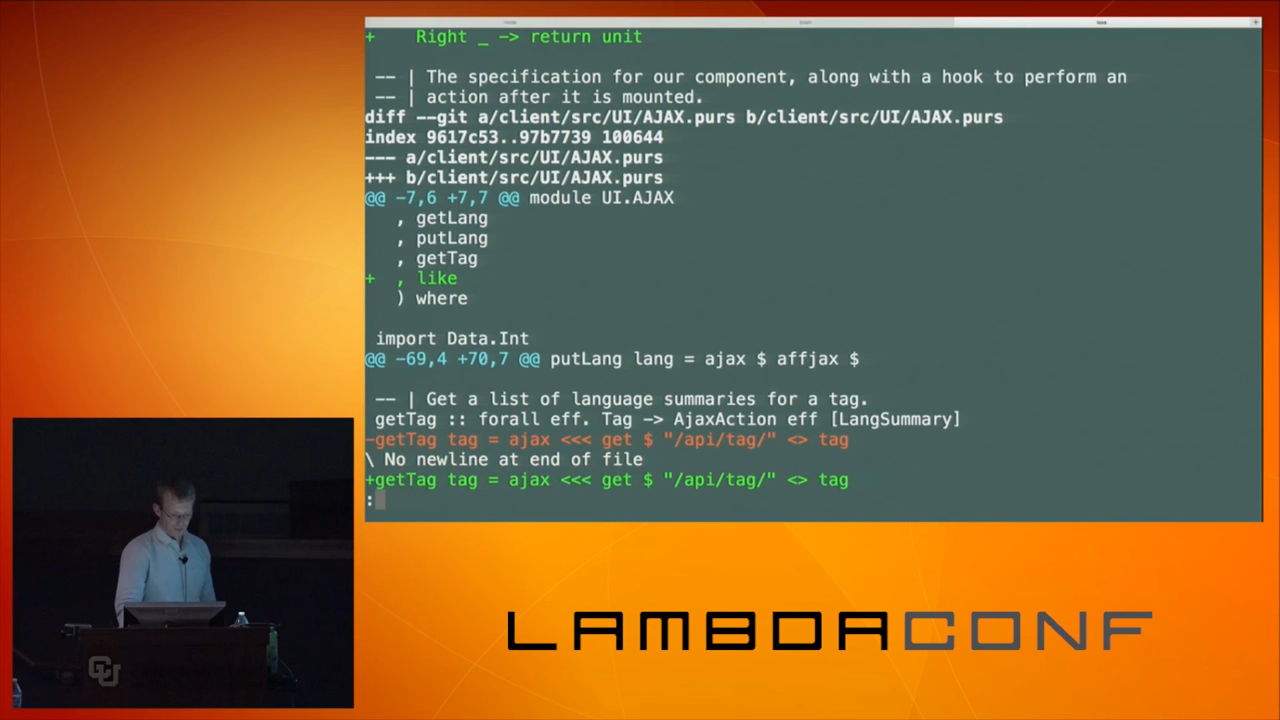 +    Right _ -> return unit
-- | The specification for our component, along with a hook to perform an
-- | action after it is mounted.
diff --git a/client/src/UI/AJAX.purs b/client/src/UI/AJAX.purs
index 9617c53..97b7739 100644
--- a/client/src/UI/AJAX.purs
+++ b/client/src/UI/AJAX.purs
@@ -7,6 +7,7 @@ module UI.AJAX
   , getLang
   , putLang
   , getTag
+  , like
   ) where
 import Data.Int
@@ -69,4 +70,7 @@ putLang lang = ajax $ affjax $
 -- | Get a list of language summaries for a tag.
 getTag :: forall eff. Tag -> AjaxAction eff [LangSummary]
-getTag tag = ajax <<< get $ "/api/tag/" <> tag
\ No newline at end of file
+getTag tag = ajax <<< get $ "/api/tag/" <> tag
:
CU
LAMBDACONF